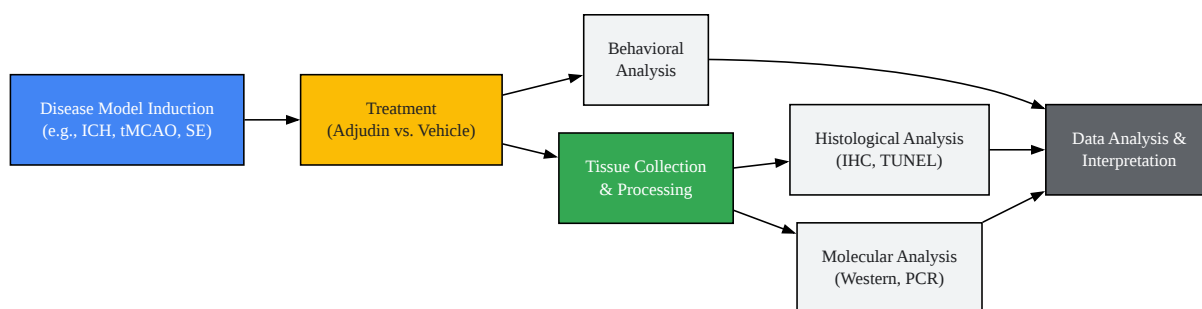 Disease Model Induction
(e.g., ICH, tMCAO, SE)
Treatment
(Adjudin vs. Vehicle)
Behavioral
Analysis
Tissue Collection
& Processing
Histological Analysis
(IHC, TUNEL)
Molecular Analysis
(Western, PCR)
Data Analysis &
Interpretation